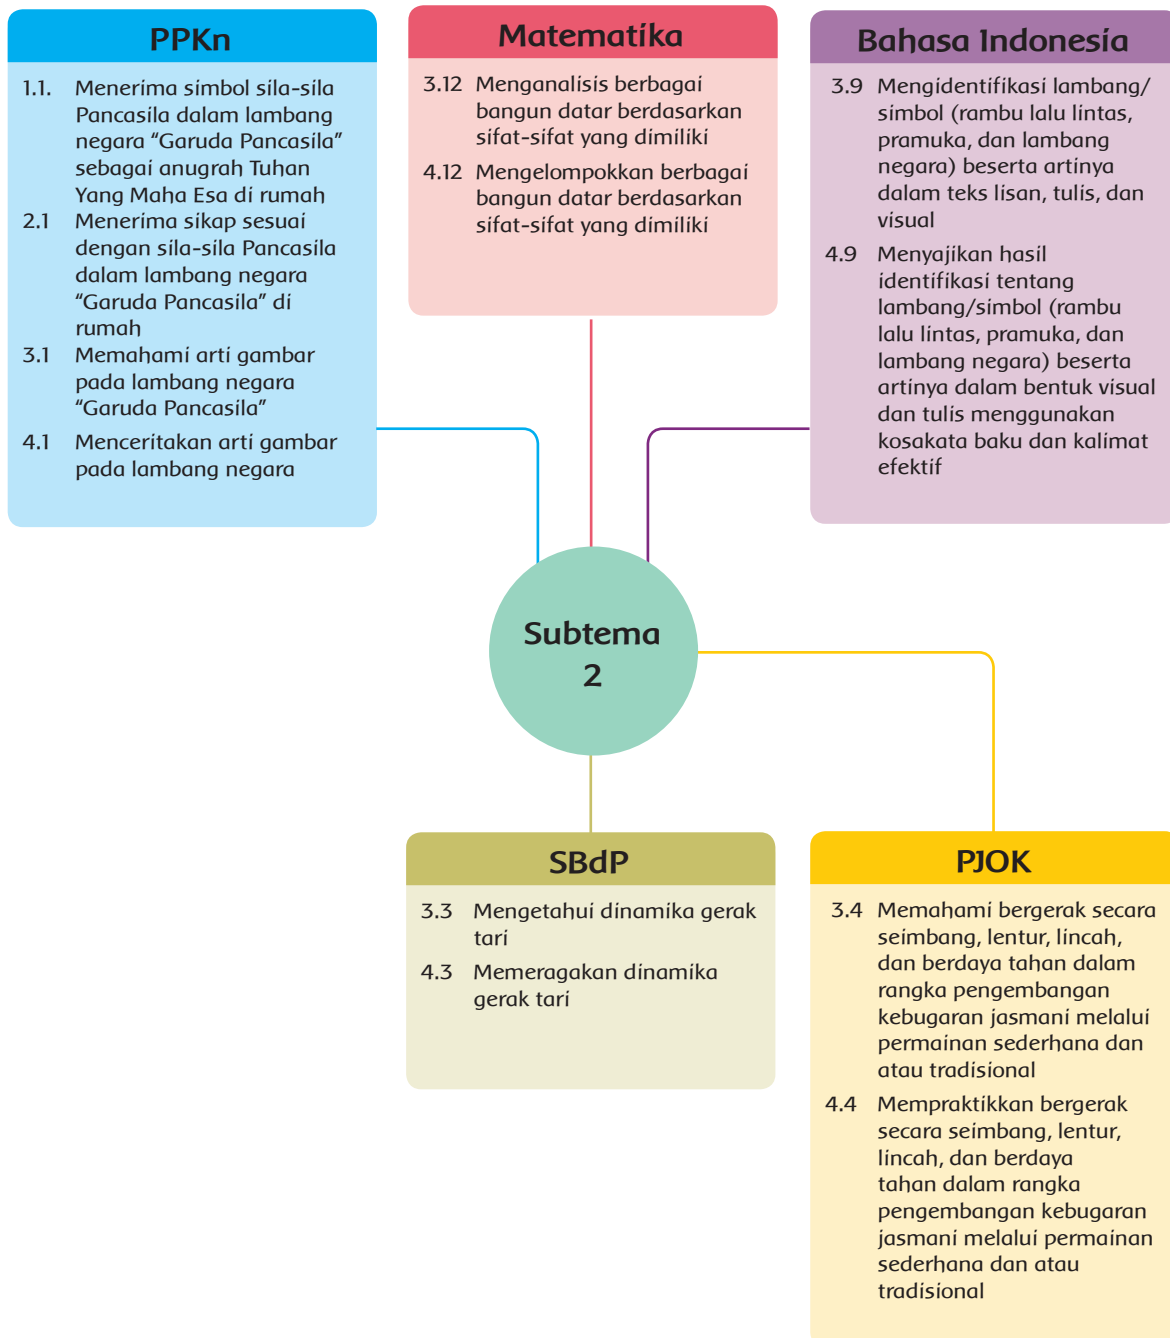 PPKn
1.1. Menerima simbol sila-sila
Pancasila dalam lambang
negara “Garuda Pancasila”
sebagai anugrah Tuhan
Yang Maha Esa di rumah
2.1 Menerima sikap sesuai
dengan sila-sila Pancasila
dalam lambang negara
“Garuda Pancasila” di
rumah
3.1 Memahami arti gambar
pada lambang negara
“Garuda Pancasila”
4.1 Menceritakan arti gambar
pada lambang negara
Matematika
3.12 Menganalisis berbagai
bangun datar berdasarkan
sifat-sifat yang dimiliki
4.12 Mengelompokkan berbagai
bangun datar berdasarkan
sifat-sifat yang dimiliki
Bahasa Indonesia
3.9 Mengidentifikasi lambang/
simbol (rambu lalu lintas,
pramuka, dan lambang
negara) beserta artinya
dalam teks lisan, tulis, dan
visual
4.9 Menyajikan hasil
identifikasi tentang
lambang/simbol (rambu
lalu lintas, pramuka, dan
lambang negara) beserta
artinya dalam bentuk visual
dan tulis menggunakan
kosakata baku dan kalimat
efektif
Subtema
2
SBdP
3.3 Mengetahui dinamika gerak
tari
4.3 Memeragakan dinamika
gerak tari
PJOK
3.4 Memahami bergerak secara
seimbang, lentur, lincah,
dan berdaya tahan dalam
rangka pengembangan
kebugaran jasmani melalui
permainan sederhana dan
atau tradisional
4.4 Mempraktikkan bergerak
secara seimbang, lentur,
lincah, dan berdaya
tahan dalam rangka
pengembangan kebugaran
jasmani melalui permainan
sederhana dan atau
tradisional